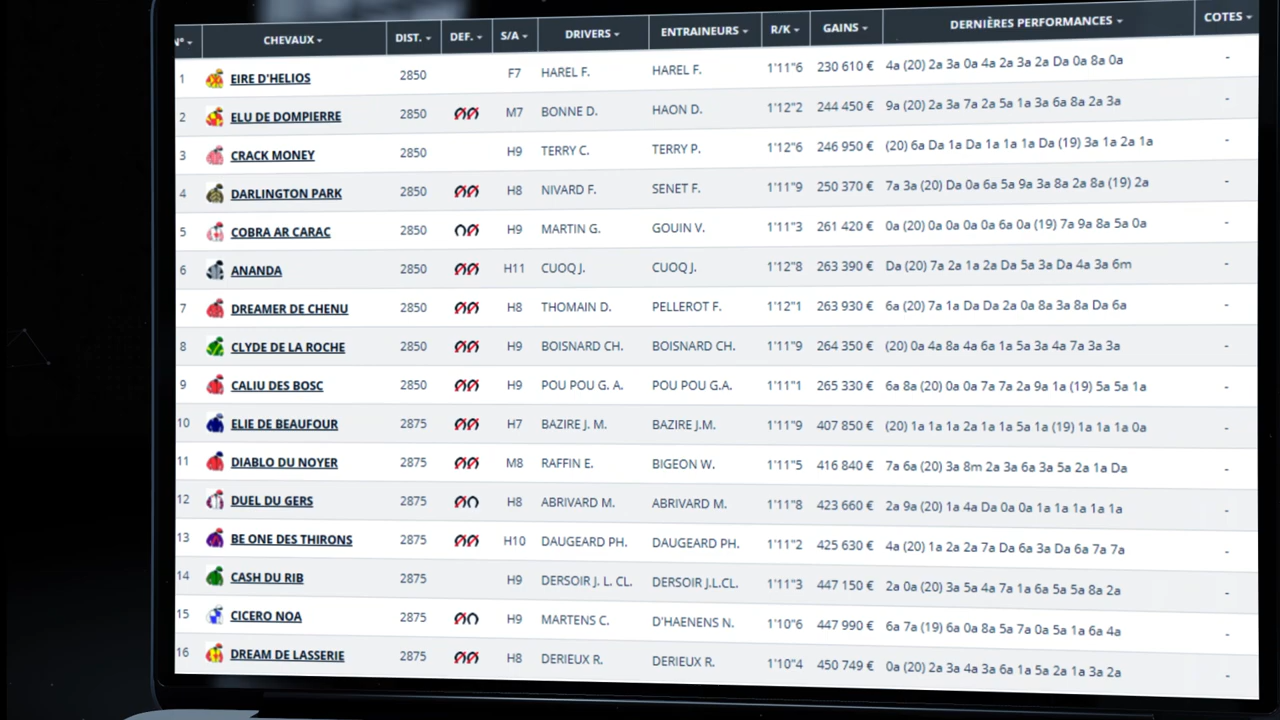 N° CHEVAUX DIST. DEF. S/A DRIVERS ENTRAINEURS R/K GAINS DERNIÈRES PERFORMANCES COTES
1 EIRE D'HELIOS 2850 F7 HAREL F. HAREL F. 1'11"6 230 610 € 4a (20) 2a 3a 0a 4a 2a 3a 2a Da 0a 8a 0a -
2 ELU DE DOMPIERRE 2850 M7 BONNE D. HAON D. 1'12"2 244 450 € 9a (20) 2a 3a 7a 2a 5a 1a 3a 6a 8a 2a 3a -
3 CRACK MONEY 2850 H9 TERRY C. TERRY P. 1'12"6 246 950 € (20) 6a Da 1a Da 1a 1a 1a Da (19) 3a 1a 2a 1a -
4 DARLINGTON PARK 2850 H8 NIVARD F. SENET F. 1'11"9 250 370 € 7a 3a (20) Da 0a 6a 5a 9a 3a 8a 2a 8a (19) 2a -
5 COBRA AR CARAC 2850 H9 MARTIN G. GOUIN V. 1'11"3 261 420 € 0a (20) 0a 0a 0a 0a 6a 0a (19) 7a 9a 8a 5a 0a -
6 ANANDA 2850 H11 CUOQ J. CUOQ J. 1'12"8 263 390 € Da (20) 7a 2a 1a 2a Da 5a 3a Da 4a 3a 6m -
7 DREAMER DE CHENU 2850 H8 THOMAIN D. PELLEROT F. 1'12"1 263 930 € 6a (20) 7a 1a Da Da 2a 0a 8a 3a 8a Da 6a -
8 CLYDE DE LA ROCHE 2850 H9 BOISNARD CH. BOISNARD CH. 1'11"9 264 350 € (20) 0a 4a 8a 4a 6a 1a 5a 3a 4a 7a 3a 3a -
9 CALIU DES BOSC 2850 H9 POU POU G. A. POU POU G.A. 1'11"1 265 330 € 6a 8a (20) 0a 0a 7a 7a 2a 9a 1a (19) 5a 5a 1a -
10 ELIE DE BEAUFOUR 2875 H7 BAZIRE J. M. BAZIRE J.M. 1'11"9 407 850 € (20) 1a 1a 1a 2a 1a 1a 5a 1a (19) 1a 1a 1a 0a -
11 DIABLO DU NOYER 2875 M8 RAFFIN E. BIGEON W. 1'11"5 416 840 € 7a 6a (20) 3a 8m 2a 3a 6a 3a 5a 2a 1a Da -
12 DUEL DU GERS 2875 H8 ABRIVARD M. ABRIVARD M. 1'11"8 423 660 € 2a 9a (20) 1a 4a Da 0a 0a 1a 1a 1a 1a 1a -
13 BE ONE DES THIRONS 2875 H10 DAUGEARD PH. DAUGEARD PH. 1'11"2 425 630 € 4a (20) 1a 2a 2a 7a Da 6a 3a Da 6a 7a 7a -
14 CASH DU RIB 2875 H9 DERSOIR J. L. CL. DERSOIR J.L.CL. 1'11"3 447 150 € 2a 0a (20) 3a 5a 4a 7a 1a 6a 5a 5a 8a 2a -
15 CICERO NOA 2875 H9 MARTENS C. D'HAENENS N. 1'10"6 447 990 € 6a 7a (19) 6a 0a 8a 5a 7a 0a 5a 1a 6a 4a -
16 DREAM DE LASSERIE 2875 H8 DERIEUX R. DERIEUX R. 1'10"4 450 749 € 0a (20) 2a 3a 4a 3a 6a 1a 5a 2a 1a 3a 2a -